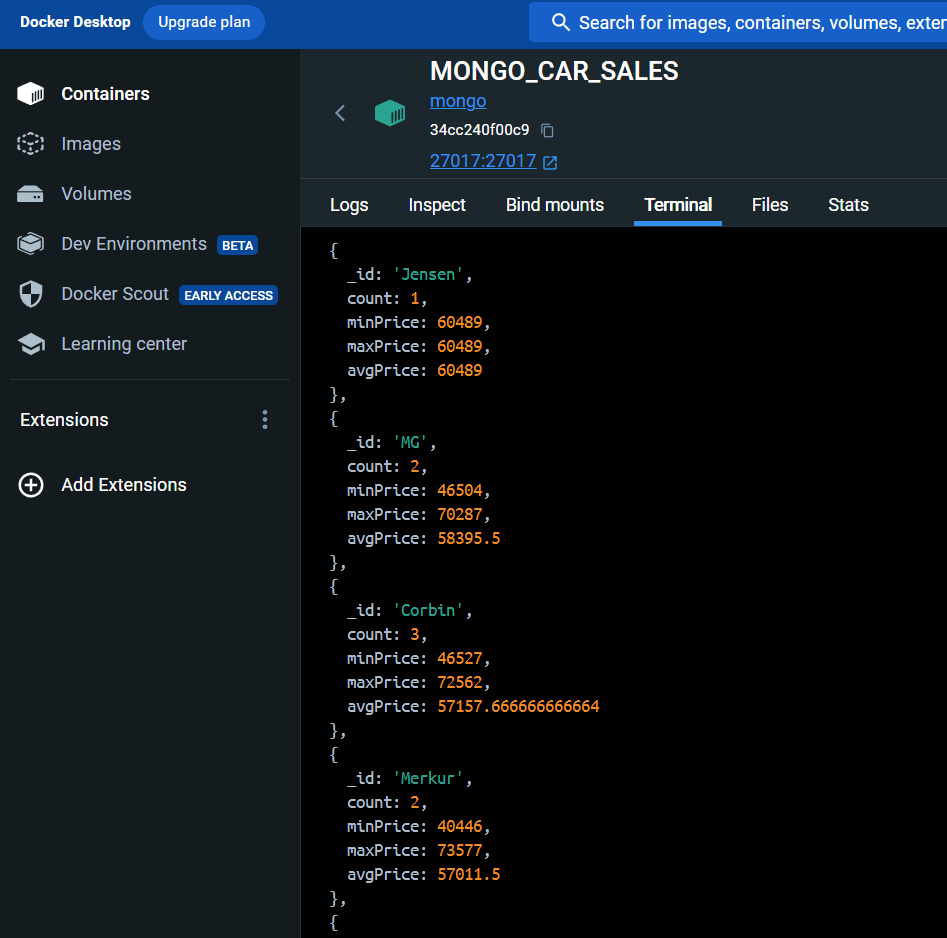 Docker Desktop Upgrade plan
Search for images, containers, volumes, exter
Containers
Images
Volumes
Dev Environments BETA
Docker Scout EARLY ACCESS
Learning center
Extensions
Add Extensions
MONGO_CAR_SALES
mongo
34cc240f00c9
27017:27017
Logs Inspect Bind mounts Terminal Files Stats
{
_id: 'Jensen',
count: 1,
minPrice: 60489,
maxPrice: 60489,
avgPrice: 60489
},
{
_id: 'MG',
count: 2,
minPrice: 46504,
maxPrice: 70287,
avgPrice: 58395.5
},
{
_id: 'Corbin',
count: 3,
minPrice: 46527,
maxPrice: 72562,
avgPrice: 57157.666666666664
},
{
_id: 'Merkur',
count: 2,
minPrice: 40446,
maxPrice: 73577,
avgPrice: 57011.5
},
{